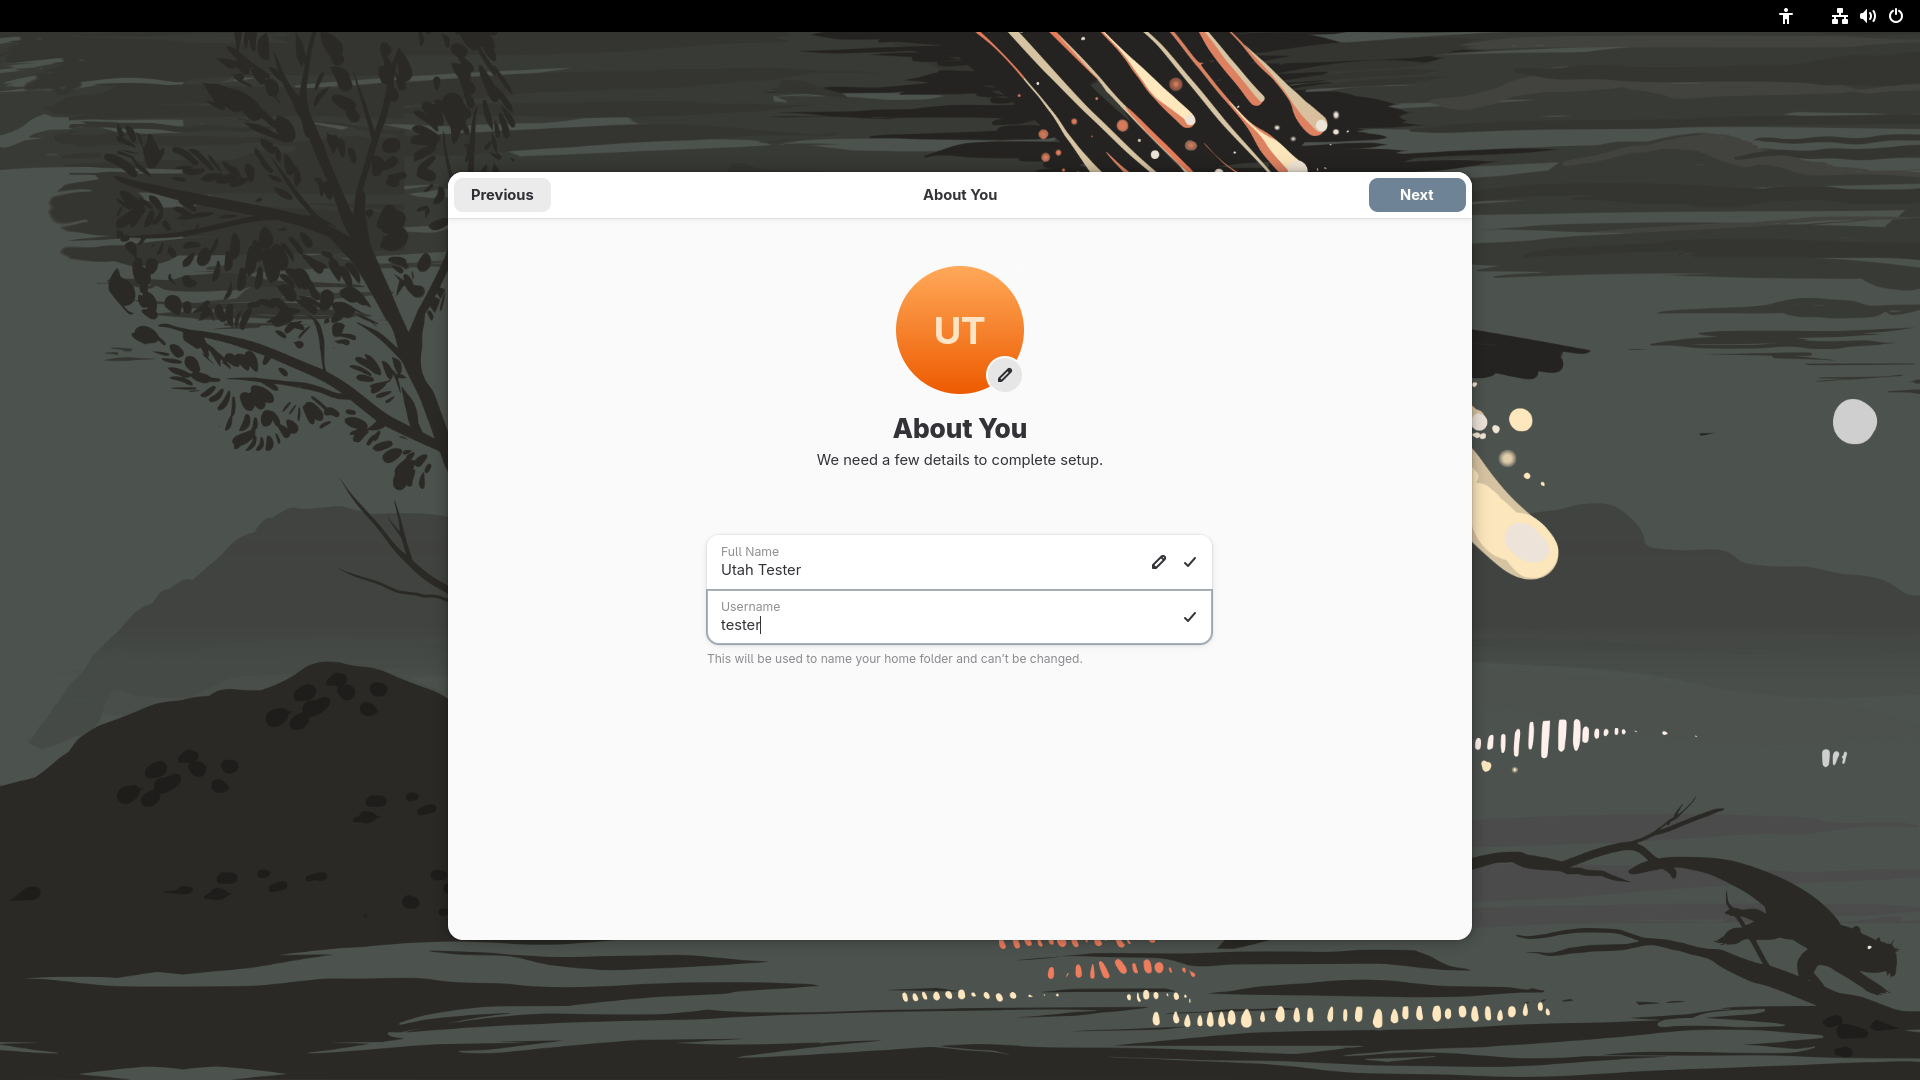 Previous
About You
Next
UT
About You
We need a few details to complete setup.
Full Name
Utah Tester
Username
tester
This will be used to name your home folder and can't be changed.